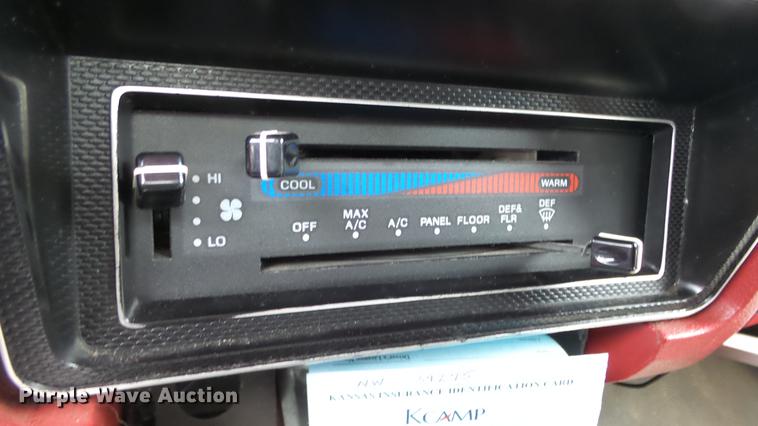 HI
LO
COOL
WARM
OFF
MAX A/C
A/C
PANEL
FLOOR
DEF& FLR
DEF
KANSAS INSURANCE IDENTIFICATION CARD
KCAMP
Purple Wave Auction